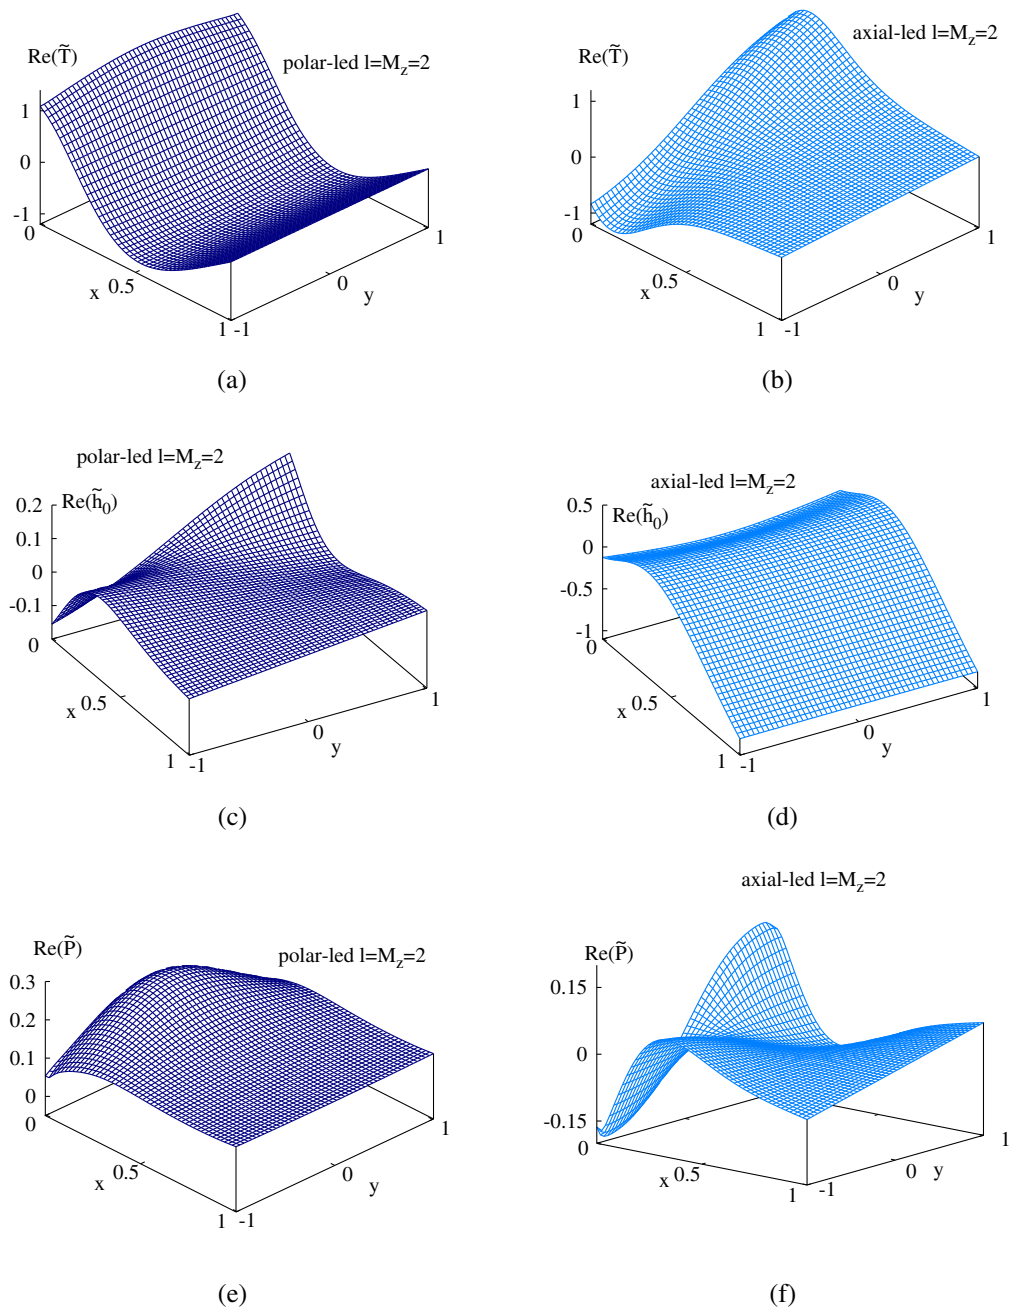 Re(T̃)
polar-led l=M_z=2
1
0
-1
0
0.5
x
1
-1
0
y
1
(a)
Re(T̃)
axial-led l=M_z=2
1
0
-1
0
0.5
x
1
-1
0
y
1
(b)
polar-led l=M_z=2
Re(h̃_0)
0.2
0.1
0
-0.1
0
0.5
x
1
-1
0
y
1
(c)
axial-led l=M_z=2
Re(h̃_0)
0.5
0
-0.5
-1
0
0.5
x
1
-1
0
y
1
(d)
Re(P̃)
polar-led l=M_z=2
0.3
0.2
0.1
0
0
0.5
x
1
-1
0
y
1
(e)
axial-led l=M_z=2
Re(P̃)
0.15
0
-0.15
0
0.5
x
1
-1
0
y
1
(f)